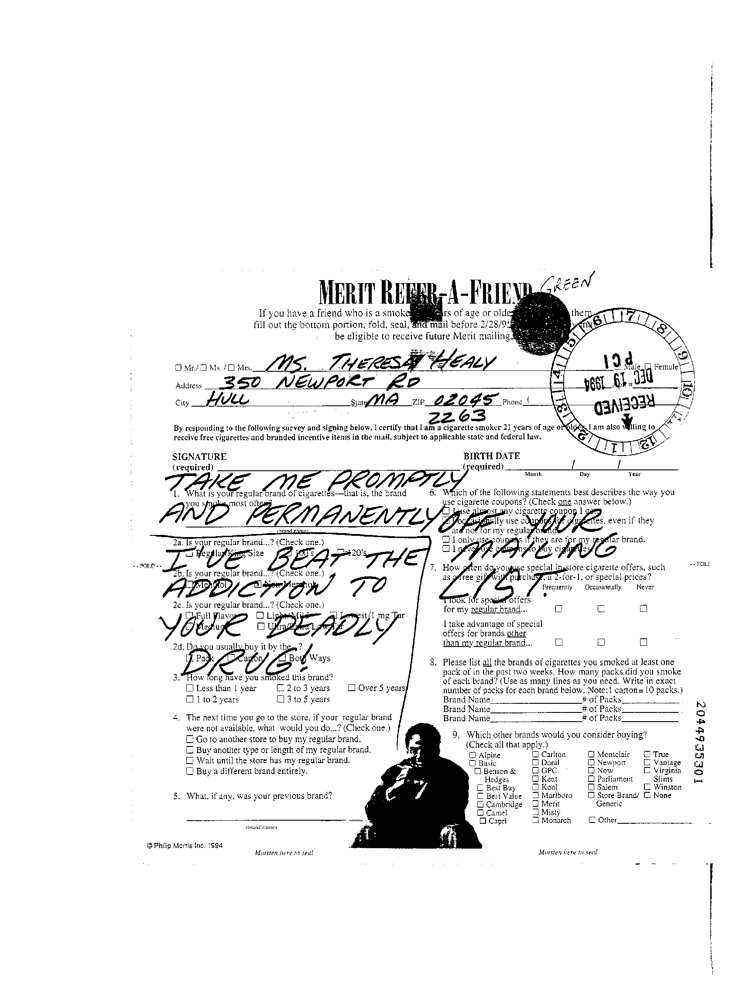 MERIT REFER-A-FRIEND
GREEN
If you have a friend who is a smoker years of age or older them
fill out the bottom portion, fold, seal, and mail before 2/28/95
be eligible to receive future Merit mailing
☐ Mr./☐ Ms./☐ Mrs. MS. THERESA HEALY Male ☐ Female
Address 350 NEWPORT RD
City HULL State MA ZIP 02045 Phone (
2263
RECEIVED
DEC 19 1994
PC1
By responding to the following survey and signing below. I certify that I am a cigarette smoker 21 years of age or older. I am also willing to
receive free cigarettes and branded incentive items in the mail, subject to applicable state and federal law.
SIGNATURE
(required)
BIRTH DATE
(required) / /
Month Day Year
TAKE ME PROMPTLY
AND PERMANENTLY OFF YOUR
MAILING
LIST.
I'VE BEAT THE
ADDICTION TO
YOUR DEADLY
DRUG!
1. What is your regular brand of cigarettes—that is, the brand
you smoke most often?
(brand name)
2a. Is your regular brand...? (Check one.)
☐ Regular/King Size ☐ 100's ☐ 120's
2b. Is your regular brand...? (Check one.)
☐ Menthol ☐ Non-Menthol
2c. Is your regular brand...? (Check one.)
☐ Full Flavor ☐ Lights/Mild ☐ Lowest/1 mg Tar
☐ Medium ☐ Ultra/Extra Low Tar
2d. Do you usually buy it by the...?
☐ Pack ☐ Carton ☐ Both Ways
3. How long have you smoked this brand?
☐ Less than 1 year ☐ 2 to 3 years ☐ Over 5 years
☐ 1 to 2 years ☐ 3 to 5 years
4. The next time you go to the store, if your regular brand
were not available, what would you do...? (Check one.)
☐ Go to another store to buy my regular brand.
☐ Buy another type or length of my regular brand.
☐ Wait until the store has my regular brand.
☐ Buy a different brand entirely.
5. What, if any, was your previous brand?
(brand name)
6. Which of the following statements best describes the way you
use cigarette coupons? (Check one answer below.)
☐ I use almost any cigarette coupon I get.
☐ I occasionally use coupons for cigarettes, even if they
are not for my regular brand.
☐ I only use coupons if they are for my regular brand.
☐ I never use coupons to buy cigarettes.
7. How often do you use special in-store cigarette offers, such
as a free gift with purchase, a 2-for-1, or special prices?
Frequently Occasionally Never
I look for special offers
for my regular brand... ☐ ☐ ☐
I take advantage of special
offers for brands other
than my regular brand... ☐ ☐ ☐
8. Please list all the brands of cigarettes you smoked at least one
pack of in the past two weeks. How many packs did you smoke
of each brand? (Use as many lines as you need. Write in exact
number of packs for each brand below. Note: 1 carton = 10 packs.)
Brand Name # of Packs
Brand Name # of Packs
Brand Name # of Packs
9. Which other brands would you consider buying?
(Check all that apply.)
☐ Alpine ☐ Carlton ☐ Montclair ☐ True
☐ Basic ☐ Doral ☐ Newport ☐ Vantage
☐ Benson & Hedges ☐ GPC ☐ Now ☐ Virginia Slims
☐ Kent ☐ Parliament
☐ Best Buy ☐ Kool ☐ Salem ☐ Winston
☐ Best Value ☐ Marlboro ☐ Store Brand/ Generic ☐ None
☐ Cambridge ☐ Merit
☐ Camel ☐ Misty
☐ Capri ☐ Monarch ☐ Other
- - FOLD - -
- - FOLD
2044935301
© Philip Morris Inc. 1994
Moisten here to seal
Moisten here to seal